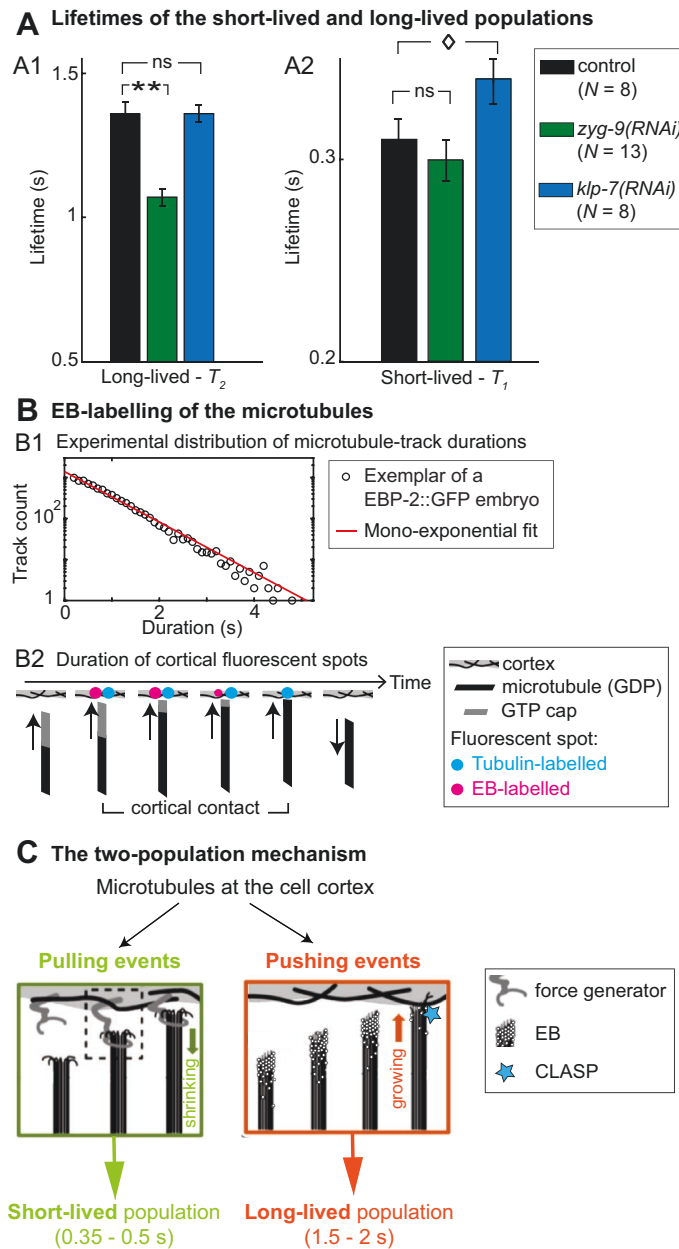 A Lifetimes of the short-lived and long-lived populations
A1
ns
**
1.5
1
0.5
Lifetime (s)
Long-lived - T2
A2
◊
ns
0.3
0.2
Lifetime (s)
Short-lived - T1
control
(N = 8)
zyg-9(RNAi)
(N = 13)
klp-7(RNAi)
(N = 8)
B EB-labelling of the microtubules
B1 Experimental distribution of microtubule-track durations
Track count
10²
1
0 2 4
Duration (s)
Exemplar of a
EBP-2::GFP embryo
Mono-exponential fit
B2 Duration of cortical fluorescent spots
Time
cortical contact
cortex
microtubule (GDP)
GTP cap
Fluorescent spot:
Tubulin-labelled
EB-labelled
C The two-population mechanism
Microtubules at the cell cortex
Pulling events
shrinking
Short-lived population
(0.35 - 0.5 s)
Pushing events
growing
Long-lived population
(1.5 - 2 s)
force generator
EB
CLASP